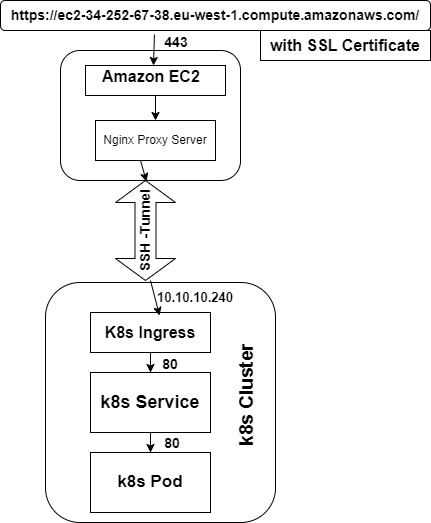 https://ec2-34-252-67-38.eu-west-1.compute.amazonaws.com/
with SSL Certificate
443
Amazon EC2
Nginx Proxy Server
SSH -Tunnel
10.10.10.240
K8s Ingress
80
k8s Service
80
k8s Pod
k8s Cluster